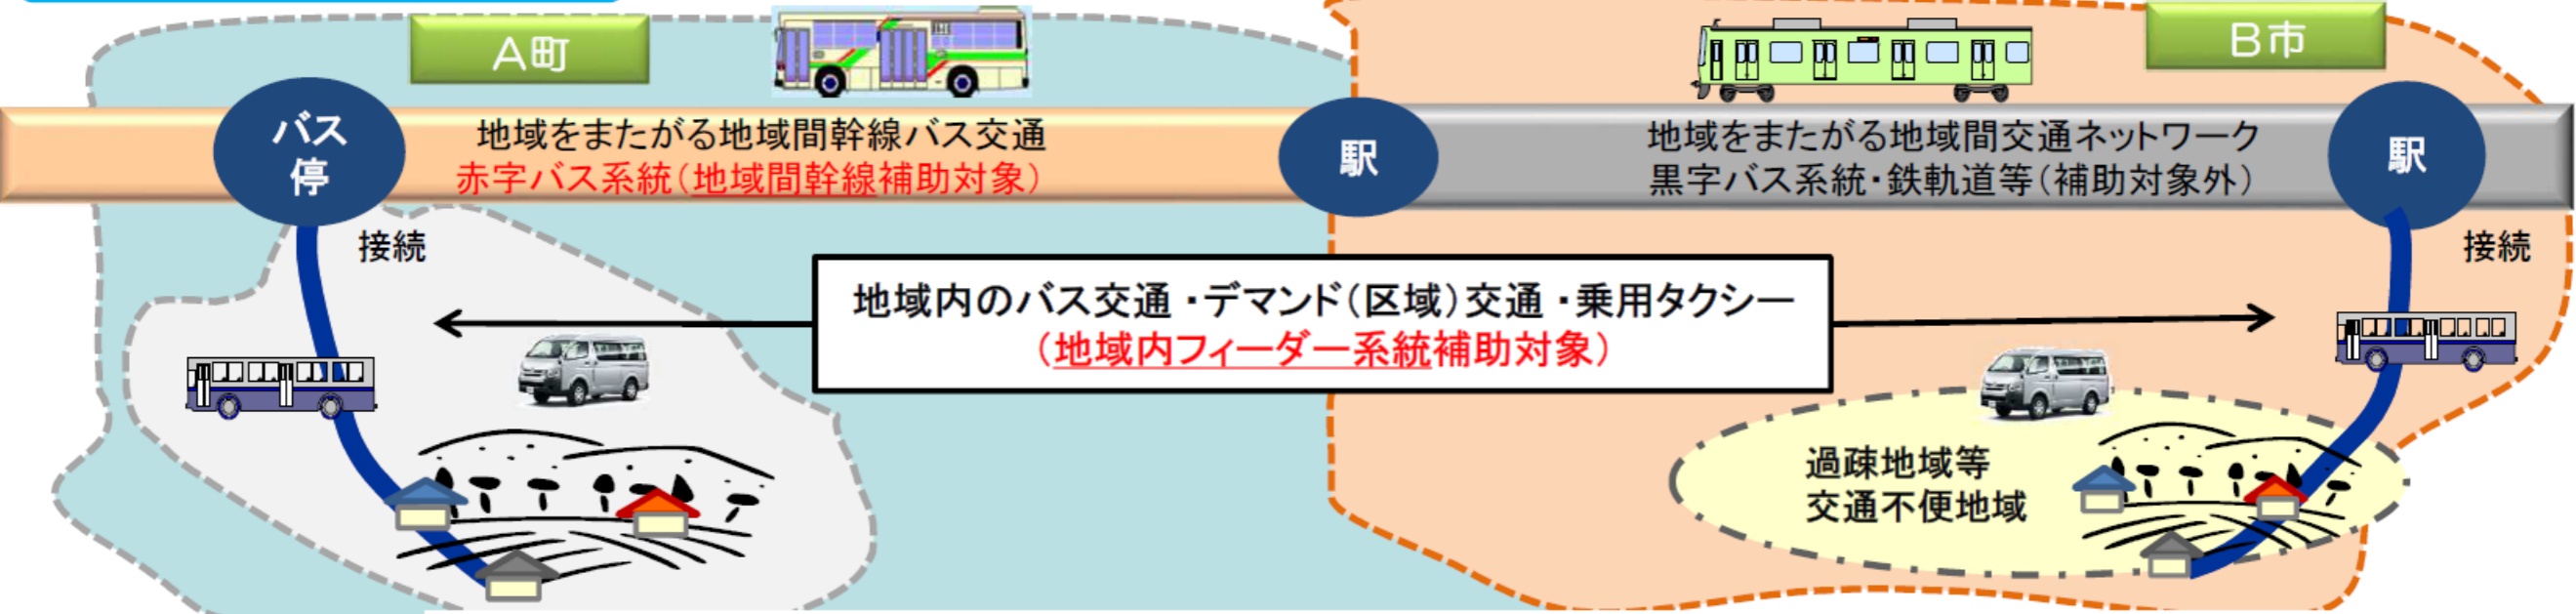 A町
B市
バス
停
地域をまたがる地域間幹線バス交通
赤字バス系統(地域間幹線補助対象)
駅
地域をまたがる地域間交通ネットワーク
黒字バス系統・鉄軌道等(補助対象外)
駅
接続
接続
地域内のバス交通・デマンド(区域)交通・乗用タクシー
(地域内フィーダー系統補助対象)
過疎地域等
交通不便地域